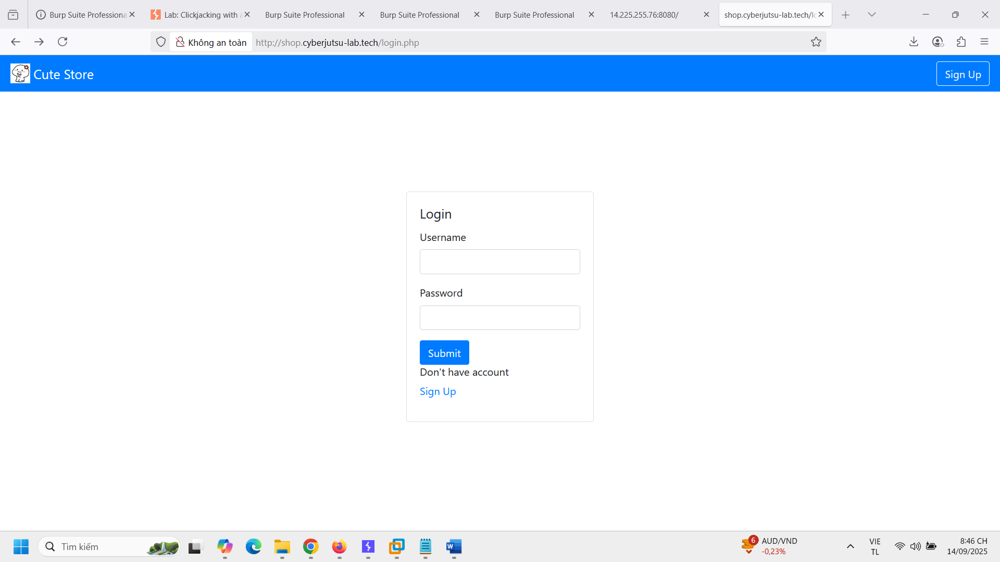 Burp Suite Professiona
Lab: Clickjacking with a
Burp Suite Professional
Burp Suite Professional
Burp Suite Professional
14.225.255.76:8080/
shop.cyberjutsu-lab.tech/lo
Không an toàn
http://shop.cyberjutsu-lab.tech/login.php
Cute Store
Sign Up
Login
Username
Password
Submit
Don't have account
Sign Up
Tìm kiếm
6
AUD/VND
-0,23%
VIE
TL
8:46 CH
14/09/2025